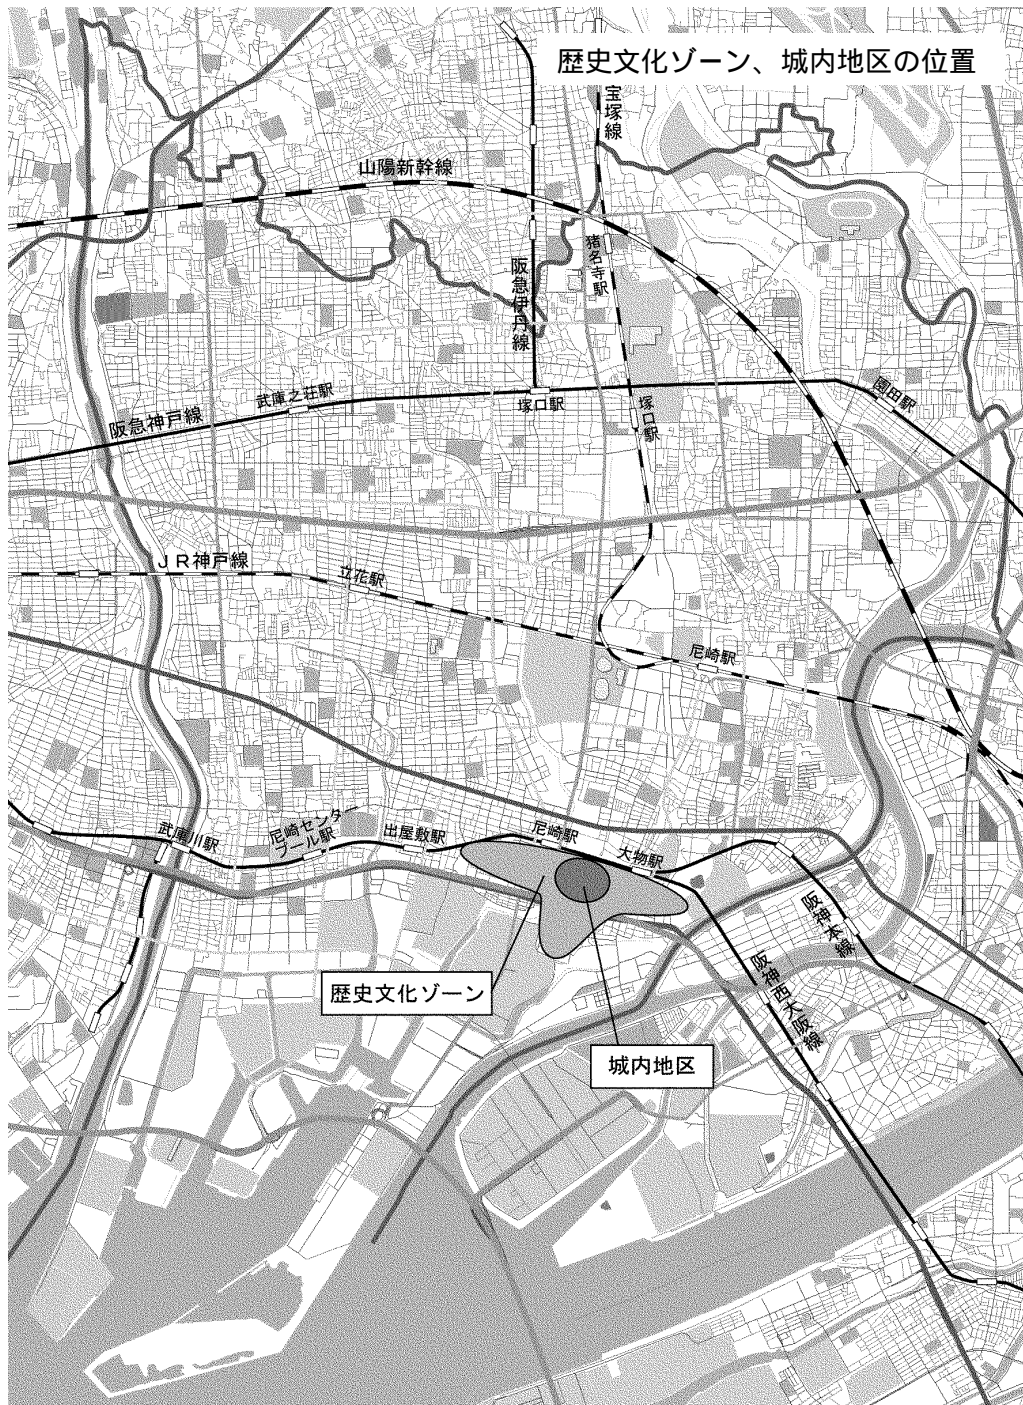 歴史文化ゾーン、城内地区の位置
宝塚線
山陽新幹線
猪名寺駅
阪急伊丹線
武庫之荘駅
塚口駅
塚口駅
園田駅
阪急神戸線
JR神戸線
立花駅
尼崎駅
武庫川駅
尼崎センター
プール駅
出屋敷駅
尼崎駅
大物駅
阪神本線
阪神西大阪線
歴史文化ゾーン
城内地区